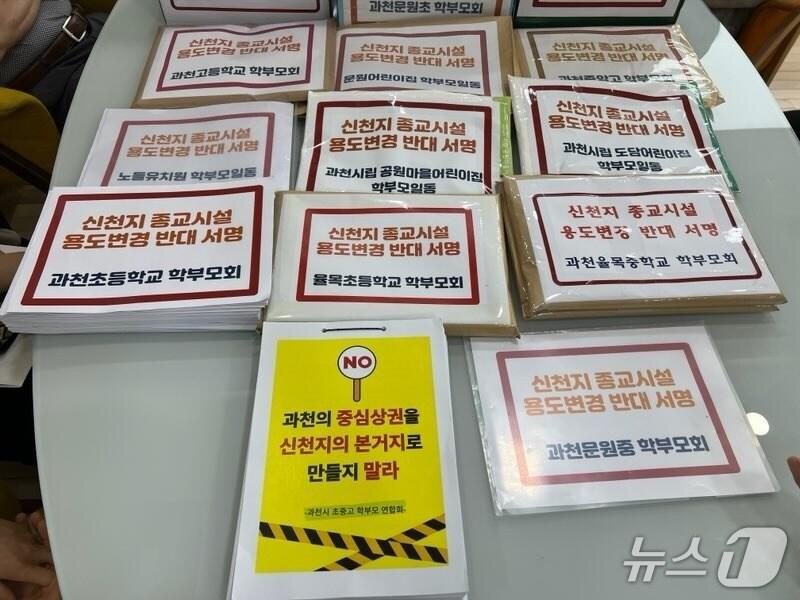 과천문원초 학부모회
신천지 종교시설
용도변경 반대 서명
과천고등학교 학부모회
신천지 종교시설
용도변경 반대 서명
문원어린이집 학부모일동
신천지 종교시설
용도변경 반대 서명
과천중앙고 학부모회
신천지 종교시설
용도변경 반대 서명
노들유치원 학부모일동
신천지 종교시설
용도변경 반대 서명
과천시립 공원마을어린이집
학부모일동
신천지 종교시설
용도변경 반대 서명
과천시립 도담어린이집
학부모일동
신천지 종교시설
용도변경 반대 서명
과천초등학교 학부모회
신천지 종교시설
용도변경 반대 서명
율목초등학교 학부모회
신천지 종교시설
용도변경 반대 서명
과천율목중학교 학부모회
NO
과천의 중심상권을
신천지의 본거지로
만들지 말라
-과천시 초중고 학부모 연합회-
신천지 종교시설
용도변경 반대 서명
과천문원중 학부모회
뉴스1